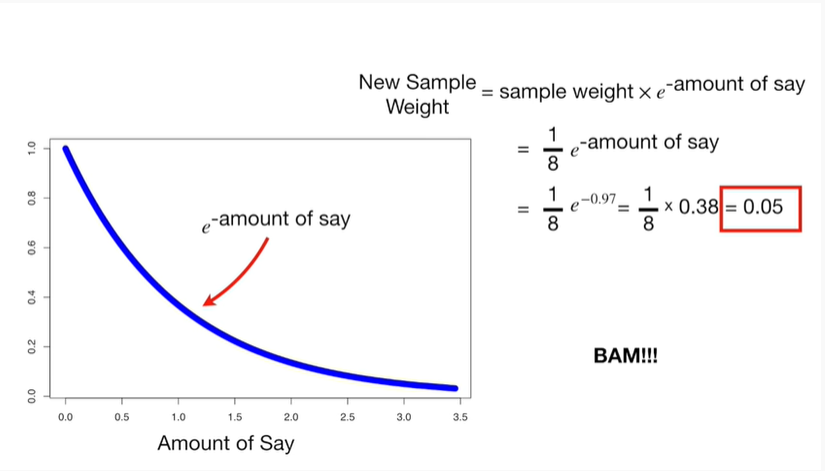 New Sample Weight = sample weight × e^-amount of say
= 1/8 e^-amount of say
= 1/8 e^−0.97 = 1/8 × 0.38 = 0.05
e^-amount of say
BAM!!!
1.0
0.8
0.6
0.4
0.2
0.0
0.0 0.5 1.0 1.5 2.0 2.5 3.0 3.5
Amount of Say